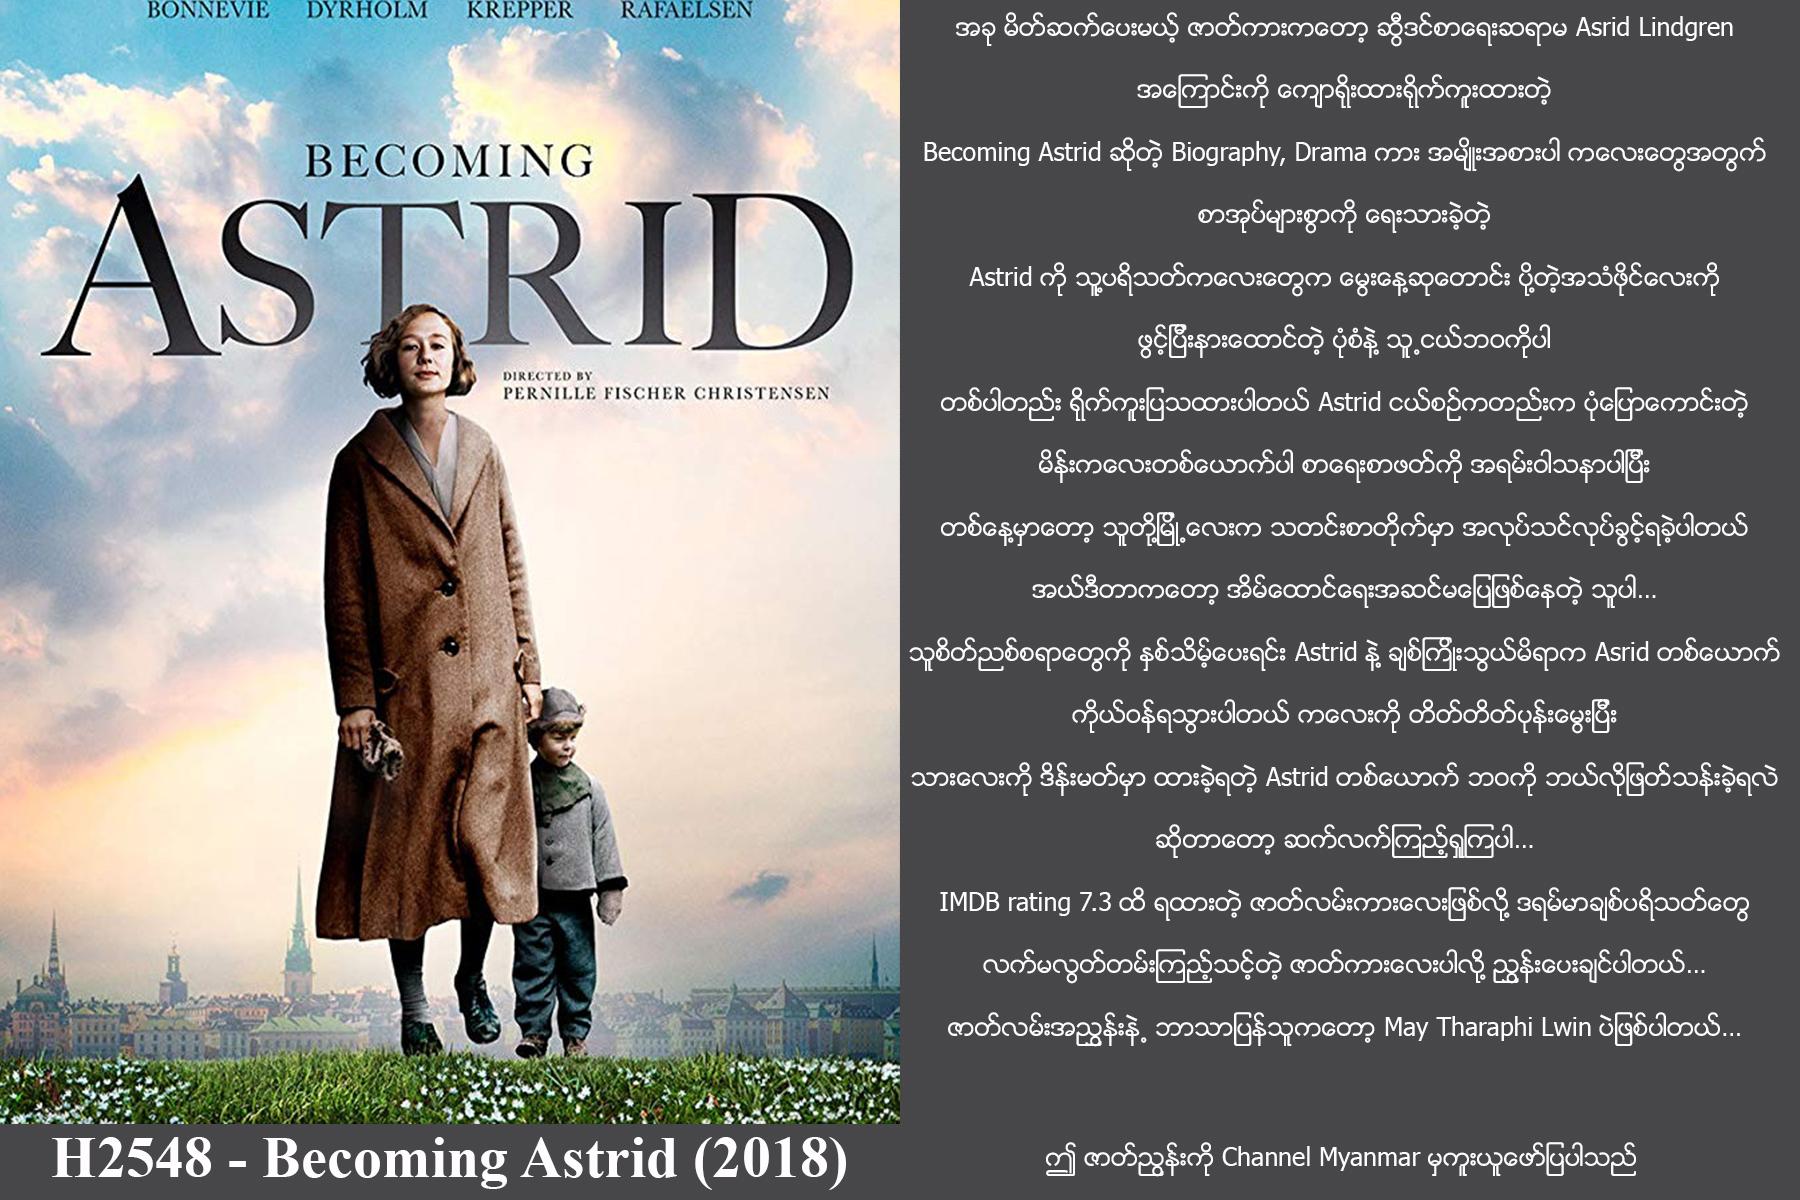 BONNEVIE DYRHOLM KREPPER RAFAELSEN
BECOMING
ASTRID
DIRECTED BY
PERNILLE FISCHER CHRISTENSEN
H2548 - Becoming Astrid (2018)
အခု မိတ်ဆက်ပေးမယ့် ဇာတ်ကားကတော့ ဆွီဒင်စာရေးဆရာမ Asrid Lindgren
အကြောင်းကို ကျောရိုးထားရိုက်ကူးထားတဲ့
Becoming Astrid ဆိုတဲ့ Biography, Drama ကား အမျိုးအစားပါ ကလေးတွေအတွက်
စာအုပ်များစွာကို ရေးသားခဲ့တဲ့
Astrid ကို သူ့ပရိသတ်ကလေးတွေက မွေးနေ့ဆုတောင်း ပို့တဲ့အသံဖိုင်လေးကို
ဖွင့်ပြီးနားထောင်တဲ့ ပုံစံနဲ့ သူ့ငယ်ဘဝကိုပါ
တစ်ပါတည်း ရိုက်ကူးပြသထားပါတယ် Astrid ငယ်စဉ်ကတည်းက ပုံပြောကောင်းတဲ့
မိန်းကလေးတစ်ယောက်ပါ စာရေးစာဖတ်ကို အရမ်းဝါသနာပါပြီး
တစ်နေ့မှာတော့ သူတို့မြို့လေးက သတင်းစာတိုက်မှာ အလုပ်သင်လုပ်ခွင့်ရခဲ့ပါတယ်
အယ်ဒီတာကတော့ အိမ်ထောင်ရေးအဆင်မပြေဖြစ်နေတဲ့ သူပါ...
သူစိတ်ညစ်စရာတွေကို နှစ်သိမ့်ပေးရင်း Astrid နဲ့ ချစ်ကြိုးသွယ်မိရာက Asrid တစ်ယောက်
ကိုယ်ဝန်ရသွားပါတယ် ကလေးကို တိတ်တိတ်ပုန်းမွေးပြီး
သားလေးကို ဒိန်းမတ်မှာ ထားခဲ့ရတဲ့ Astrid တစ်ယောက် ဘဝကို ဘယ်လိုဖြတ်သန်းခဲ့ရလဲ
ဆိုတာတော့ ဆက်လက်ကြည့်ရှုကြပါ...
IMDB rating 7.3 ထိ ရထားတဲ့ ဇာတ်လမ်းကားလေးဖြစ်လို့ ဒရမ်မာချစ်ပရိသတ်တွေ
လက်မလွတ်တမ်းကြည့်သင့်တဲ့ ဇာတ်ကားလေးပါလို့ ညွှန်းပေးချင်ပါတယ်...
ဇာတ်လမ်းအညွှန်းနဲ့ ဘာသာပြန်သူကတော့ May Tharaphi Lwin ပဲဖြစ်ပါတယ်...
ဤ ဇာတ်ညွှန်းကို Channel Myanmar မှကူးယူဖော်ပြပါသည်